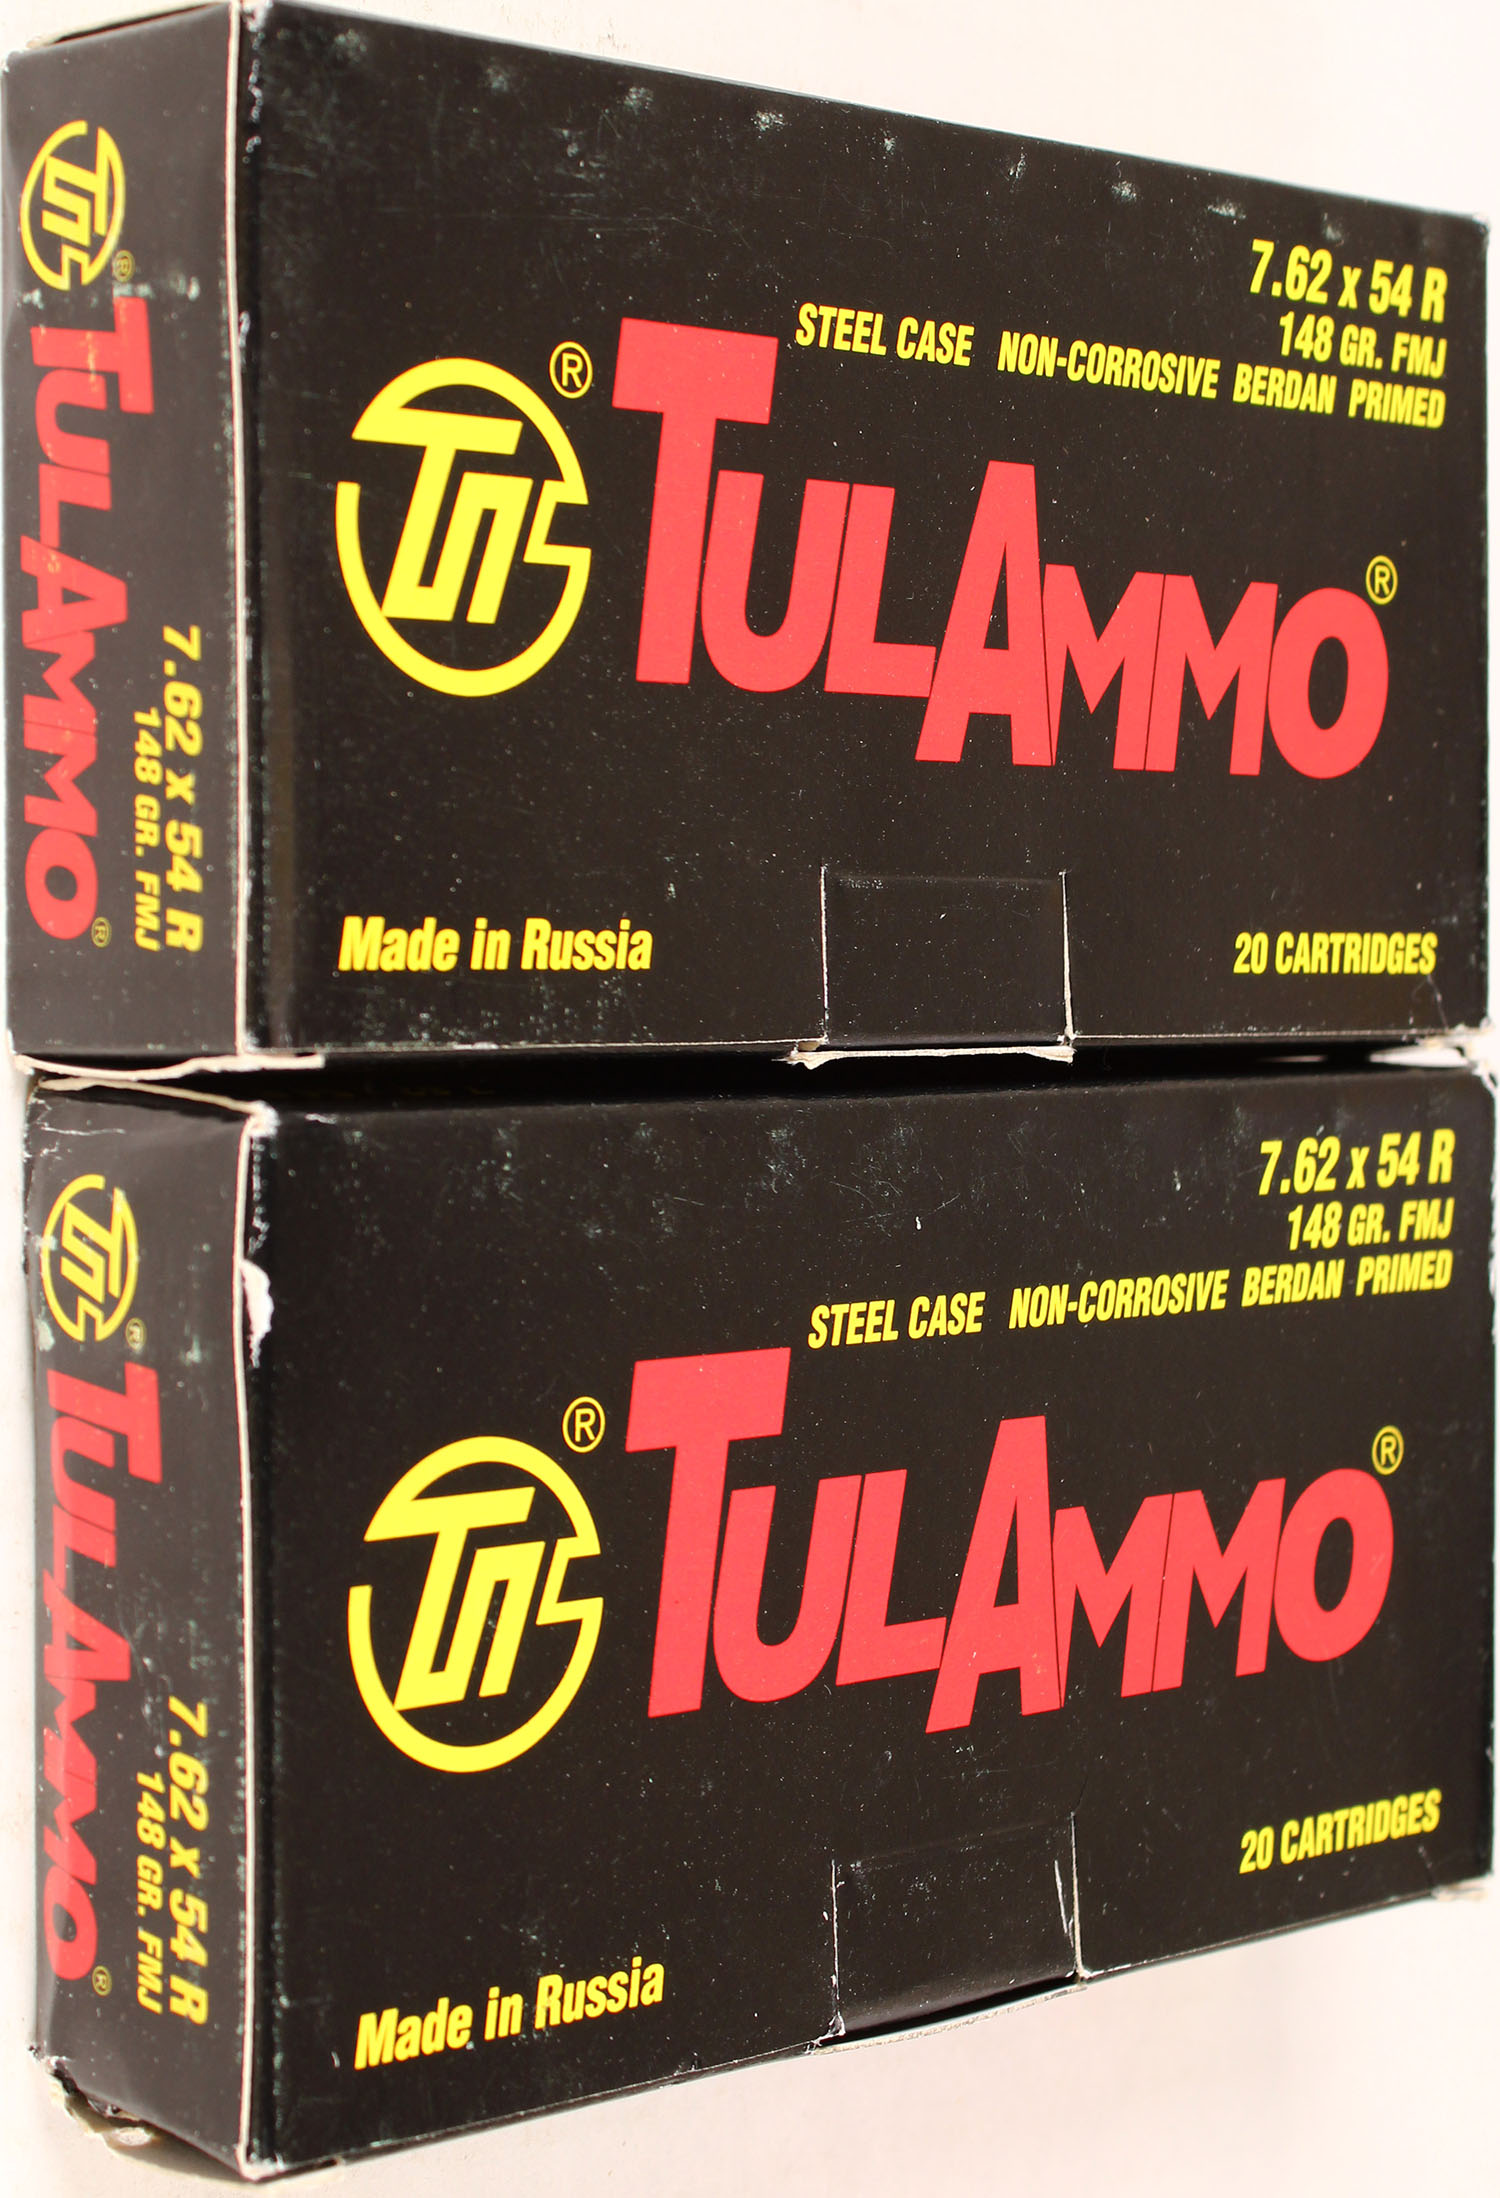 TULAMMO®
7.62 x 54 R
148 GR. FMJ
7.62 x 54 R
148 GR. FMJ
STEEL CASE NON-CORROSIVE BERDAN PRIMED
®
TULAMMO®
Made in Russia
20 CARTRIDGES
®
TULAMMO®
7.62 x 54 R
148 GR. FMJ
7.62 x 54 R
148 GR. FMJ
STEEL CASE NON-CORROSIVE BERDAN PRIMED
®
TULAMMO®
20 CARTRIDGES
Made in Russia